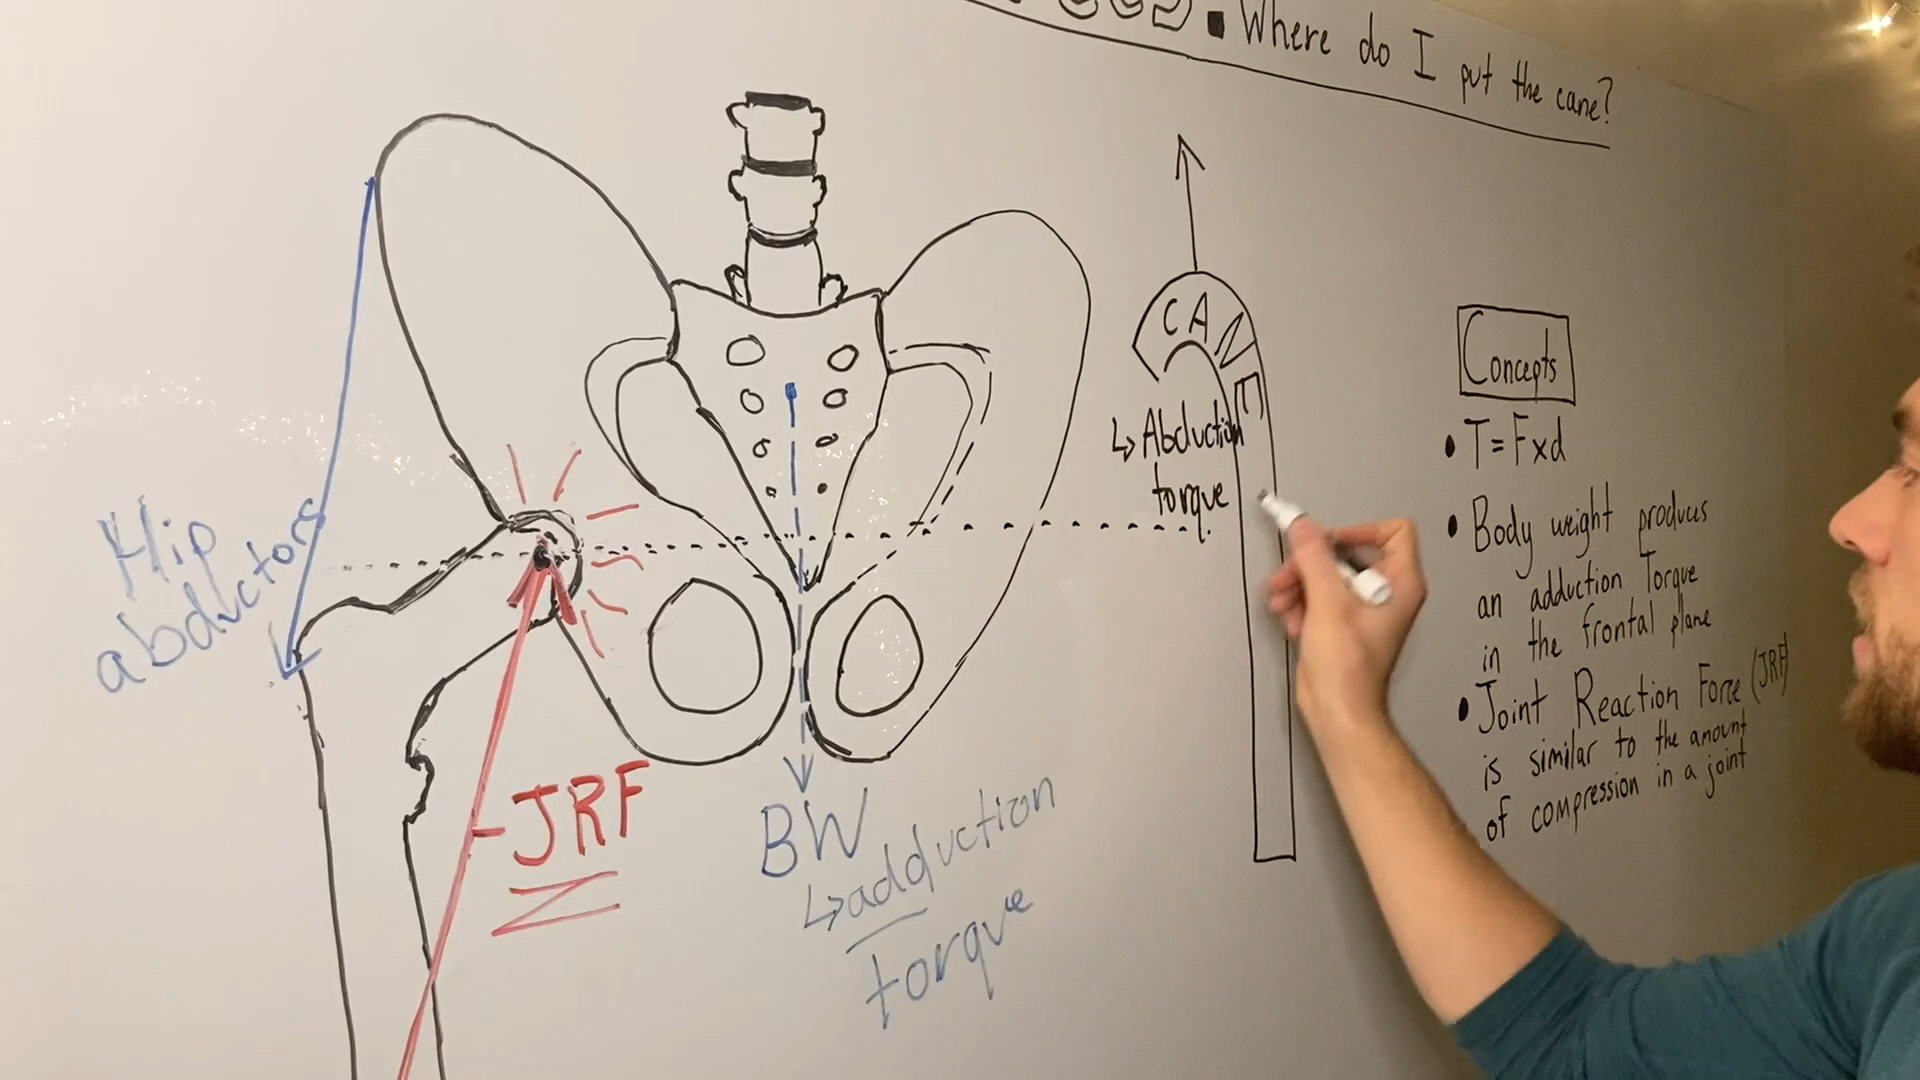 Where do I put the cane?
CANE
Abduction
torque
Hip
abductors
JRF
BW
adduction
torque
Concepts
• T = F x d
• Body weight produces
an adduction Torque
in the frontal plane
• Joint Reaction Force (JRF)
is similar to the amount
of compression in a joint